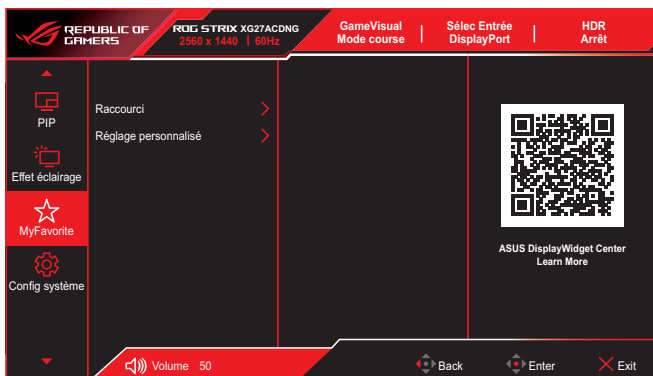 REPUBLIC OF
GAMERS
ROG STRIX XG27ACDNG
2560 x 1440 | 60Hz
GameVisual
Mode course
Sélec Entrée
DisplayPort
HDR
Arrêt
PIP
Effet éclairage
MyFavorite
Config système
Raccourci
Réglage personnalisé
ASUS DisplayWidget Center
Learn More
Volume 50
Back
Enter
Exit